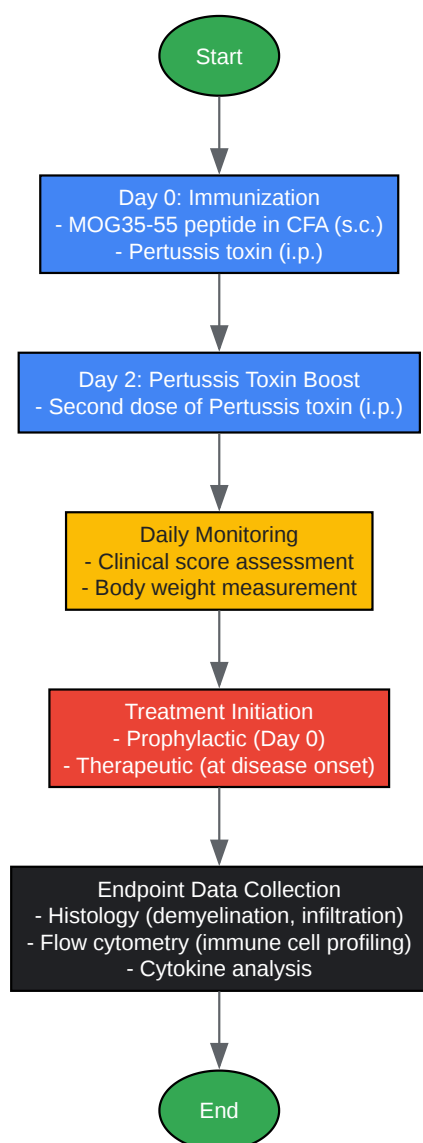 Start
Day 0: Immunization
- MOG35-55 peptide in CFA (s.c.)
- Pertussis toxin (i.p.)
Day 2: Pertussis Toxin Boost
- Second dose of Pertussis toxin (i.p.)
Daily Monitoring
- Clinical score assessment
- Body weight measurement
Treatment Initiation
- Prophylactic (Day 0)
- Therapeutic (at disease onset)
Endpoint Data Collection
- Histology (demyelination, infiltration)
- Flow cytometry (immune cell profiling)
- Cytokine analysis
End